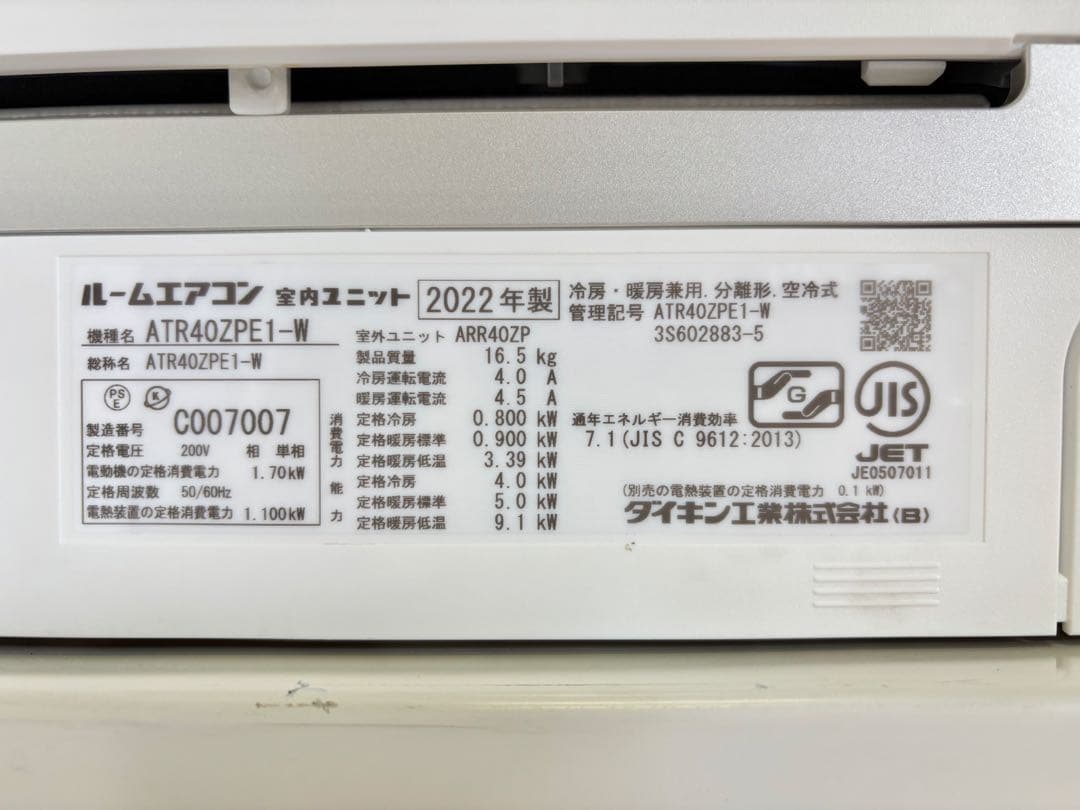 ルームエアコン 室内ユニット 2022年製
機種名 ATR40ZPE1-W
総称名 ATR40ZPE1-W
PS
E
K
製造番号 C007007
定格電圧 200V 相 単相
電動機の定格消費電力 1.70kW
定格周波数 50/60Hz
電熱装置の定格消費電力 1.100kW
室外ユニット ARR40ZP
製品質量 16.5 kg
冷房運転電流 4.0 A
暖房運転電流 4.5 A
消費電力
定格冷房 0.800 kW
定格暖房標準 0.900 kW
定格暖房低温 3.39 kW
能力
定格冷房 4.0 kW
定格暖房標準 5.0 kW
定格暖房低温 9.1 kW
冷房・暖房兼用.分離形.空冷式
管理記号 ATR40ZPE1-W
3S602883-5
G
JIS
通年エネルギー消費効率
7.1(JIS C 9612:2013)
JET
JE0507011
(別売の電熱装置の定格消費電力 0.1 kW)
ダイキン工業株式会社(B)